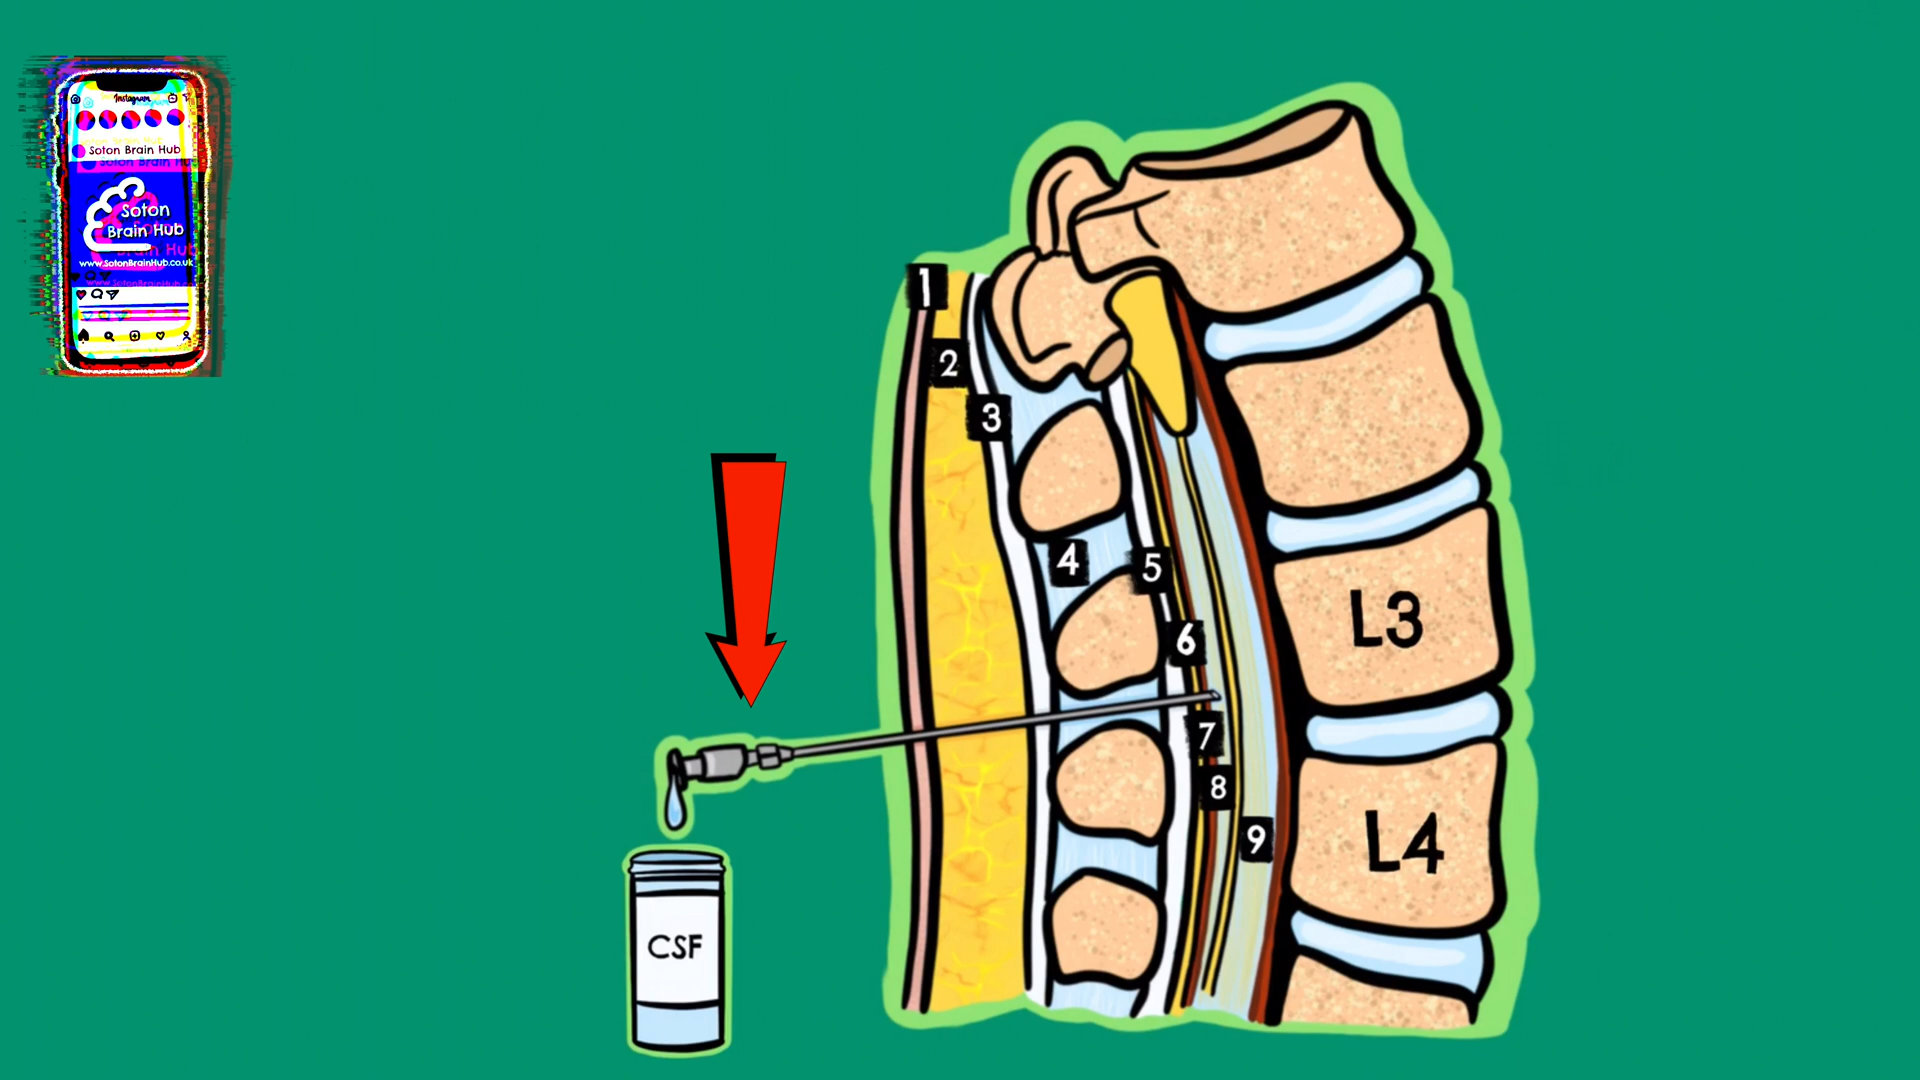 Instagram
Soton Brain Hub
Soton
Brain Hub
www.SotonBrainHub.co.uk
1
2
3
4
5
6
7
8
9
L3
L4
CSF